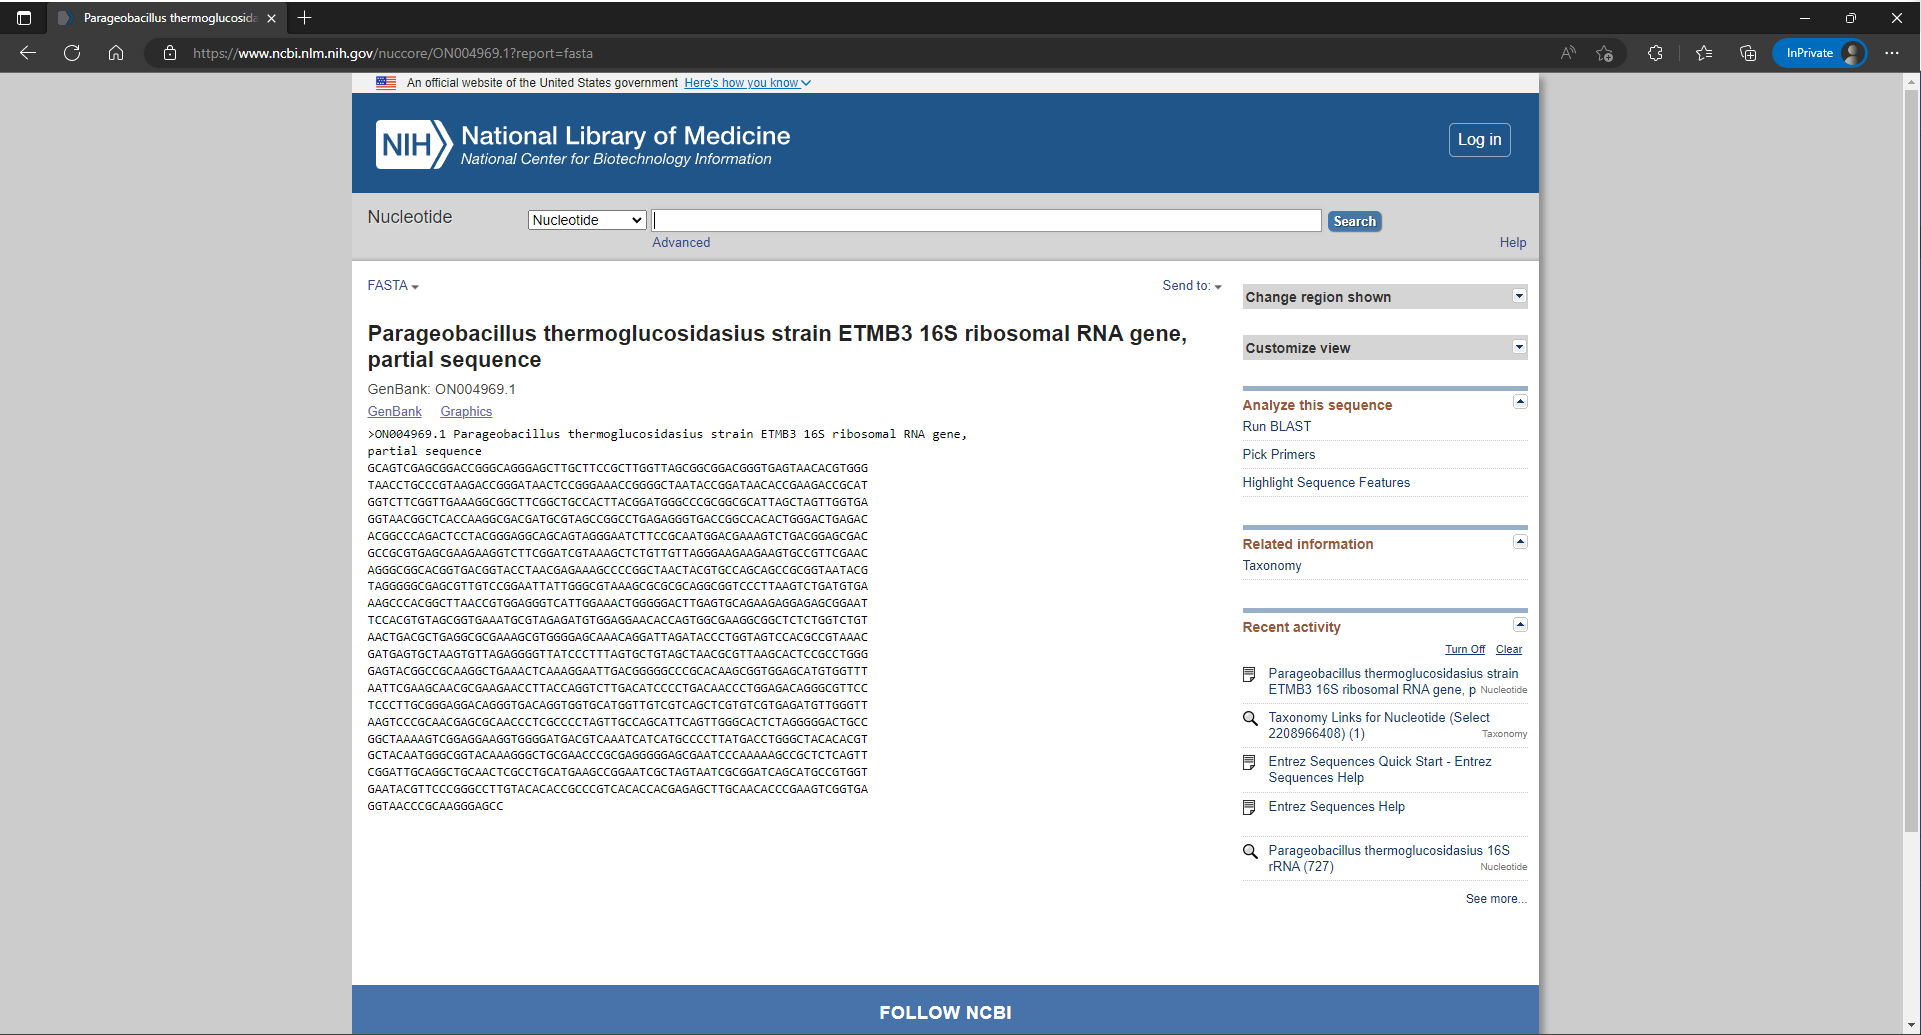 Parageobacillus thermoglucosida
https://www.ncbi.nlm.nih.gov/nuccore/ON004969.1?report=fasta
InPrivate
An official website of the United States government Here's how you know
NIH National Library of Medicine
National Center for Biotechnology Information
Log in
Nucleotide
Nucleotide
Search
Advanced
Help
FASTA
Send to:
Parageobacillus thermoglucosidasius strain ETMB3 16S ribosomal RNA gene,
partial sequence
GenBank: ON004969.1
GenBank Graphics
>ON004969.1 Parageobacillus thermoglucosidasius strain ETMB3 16S ribosomal RNA gene,
partial sequence
GCAGTCGAGCGGACCGGGCAGGGAGCTTGCTTCCGCTTGGTTAGCGGCGGACGGGTGAGTAACACGTGGG
TAACCTGCCCGTAAGACCGGGATAACTCCGGGAAACCGGGGCTAATACCGGATAACACCGAAGACCGCAT
GGTCTTCGGTTGAAAGGCGGCTTCGGCTGCCACTTACGGATGGGCCCGCGGCGCATTAGCTAGTTGGTGA
GGTAACGGCTCACCAAGGCGACGATGCGTAGCCGGCCTGAGAGGGTGACCGGCCACACTGGGACTGAGAC
ACGGCCCAGACTCCTACGGGAGGCAGCAGTAGGGAATCTTCCGCAATGGACGAAAGTCTGACGGAGCGAC
GCCGCGTGAGCGAAGAAGGTCTTCGGATCGTAAAGCTCTGTTGTTAGGGAAGAAGAAGTGCCGTTCGAAC
AGGGCGGCACGGTGACGGTACCTAACGAGAAAGCCCCGGCTAACTACGTGCCAGCAGCCGCGGTAATACG
TAGGGGGCGAGCGTTGTCCGGAATTATTGGGCGTAAAGCGCGCGCAGGCGGTCCCTTAAGTCTGATGTGA
AAGCCCACGGCTTAACCGTGGAGGGTCATTGGAAACTGGGGGACTTGAGTGCAGAAGAGGAGAGCGGAAT
TCCACGTGTAGCGGTGAAATGCGTAGAGATGTGGAGGAACACCAGTGGCGAAGGCGGCTCTCTGGTCTGT
AACTGACGCTGAGGCGCGAAAGCGTGGGGAGCAAACAGGATTAGATACCCTGGTAGTCCACGCCGTAAAC
GATGAGTGCTAAGTGTTAGAGGGGTTATCCCTTTAGTGCTGTAGCTAACGCGTTAAGCACTCCGCCTGGG
GAGTACGGCCGCAAGGCTGAAACTCAAAGGAATTGACGGGGGCCCGCACAAGCGGTGGAGCATGTGGTTT
AATTCGAAGCAACGCGAAGAACCTTACCAGGTCTTGACATCCCCTGACAACCCTGGAGACAGGGCGTTCC
TCCCTTGCGGGAGGACAGGGTGACAGGTGGTGCATGGTTGTCGTCAGCTCGTGTCGTGAGATGTTGGGTT
AAGTCCCGCAACGAGCGCAACCCTCGCCCCTAGTTGCCAGCATTCAGTTGGGCACTCTAGGGGGACTGCC
GGCTAAAAGTCGGAGGAAGGTGGGGATGACGTCAAATCATCATGCCCCTTATGACCTGGGCTACACACGT
GCTACAATGGGCGGTACAAAGGGCTGCGAACCCGCGAGGGGGAGCGAATCCCAAAAAGCCGCTCTCAGTT
CGGATTGCAGGCTGCAACTCGCCTGCATGAAGCCGGAATCGCTAGTAATCGCGGATCAGCATGCCGTGGT
GAATACGTTCCCGGGCCTTGTACACACCGCCCGTCACACCACGAGAGCTTGCAACACCCGAAGTCGGTGA
GGTAACCCGCAAGGGAGCC
Change region shown
Customize view
Analyze this sequence
Run BLAST
Pick Primers
Highlight Sequence Features
Related information
Taxonomy
Recent activity
Turn Off Clear
Parageobacillus thermoglucosidasius strain
ETMB3 16S ribosomal RNA gene, p Nucleotide
Taxonomy Links for Nucleotide (Select
2208966408) (1) Taxonomy
Entrez Sequences Quick Start - Entrez
Sequences Help
Entrez Sequences Help
Parageobacillus thermoglucosidasius 16S
rRNA (727) Nucleotide
See more...
FOLLOW NCBI